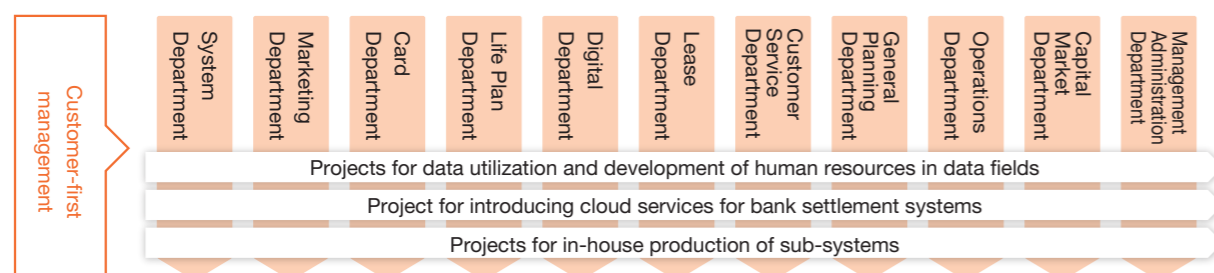 Customer-first
management
System
Department
Marketing
Department
Card
Department
Life Plan
Department
Digital
Department
Lease
Department
Customer
Service
Department
General
Planning
Department
Operations
Department
Capital
Market
Department
Management
Administration
Department
Projects for data utilization and development of human resources in data fields
Project for introducing cloud services for bank settlement systems
Projects for in-house production of sub-systems